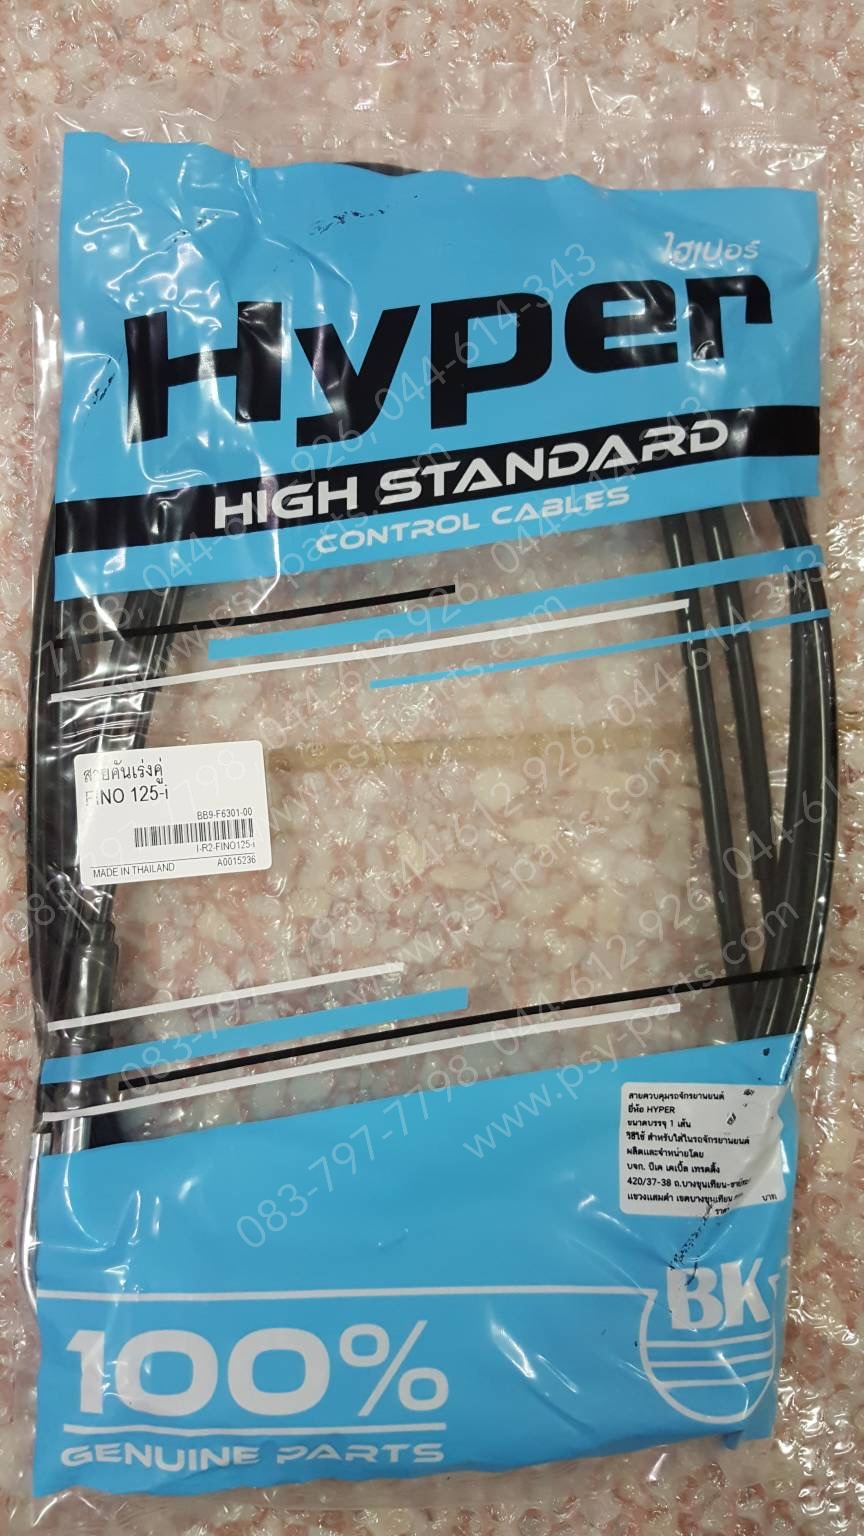 ไฮเปอร์
Hyper
HIGH STANDARD
CONTROL CABLES
สายคันเร่งคู่
FINO 125-i
BB9-F6301-00
I-R2-FINO125-i
MADE IN THAILAND A0015236
สายควบคุมรถจักรยานยนต์
ยี่ห้อ HYPER
ขนาดบรรจุ 1 เส้น
วิธีใช้ สำหรับใส่ในรถจักรยานยนต์
ผลิตและจำหน่ายโดย
บจก. บีเค เคเบิ้ล เทรดดิ้ง
420/37-38 ถ.บางขุนเทียน-
แขวงแสมดำ เขตบางขุนเทียน
บาท
BK
100%
GENUINE PARTS
083-797-7798, 044-612-926, 044-614-343
www.psy-parts.com